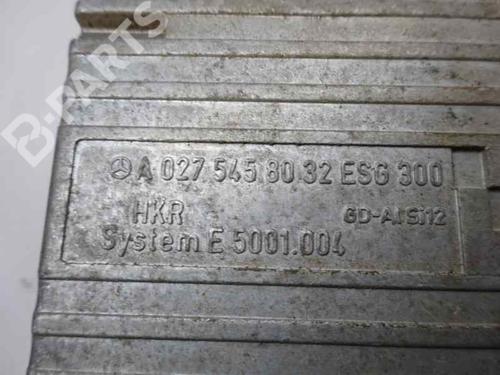 B-PARTS
A 027 545 80.32 ESG 300
HKR GD-AlSi12
System E 5001.004